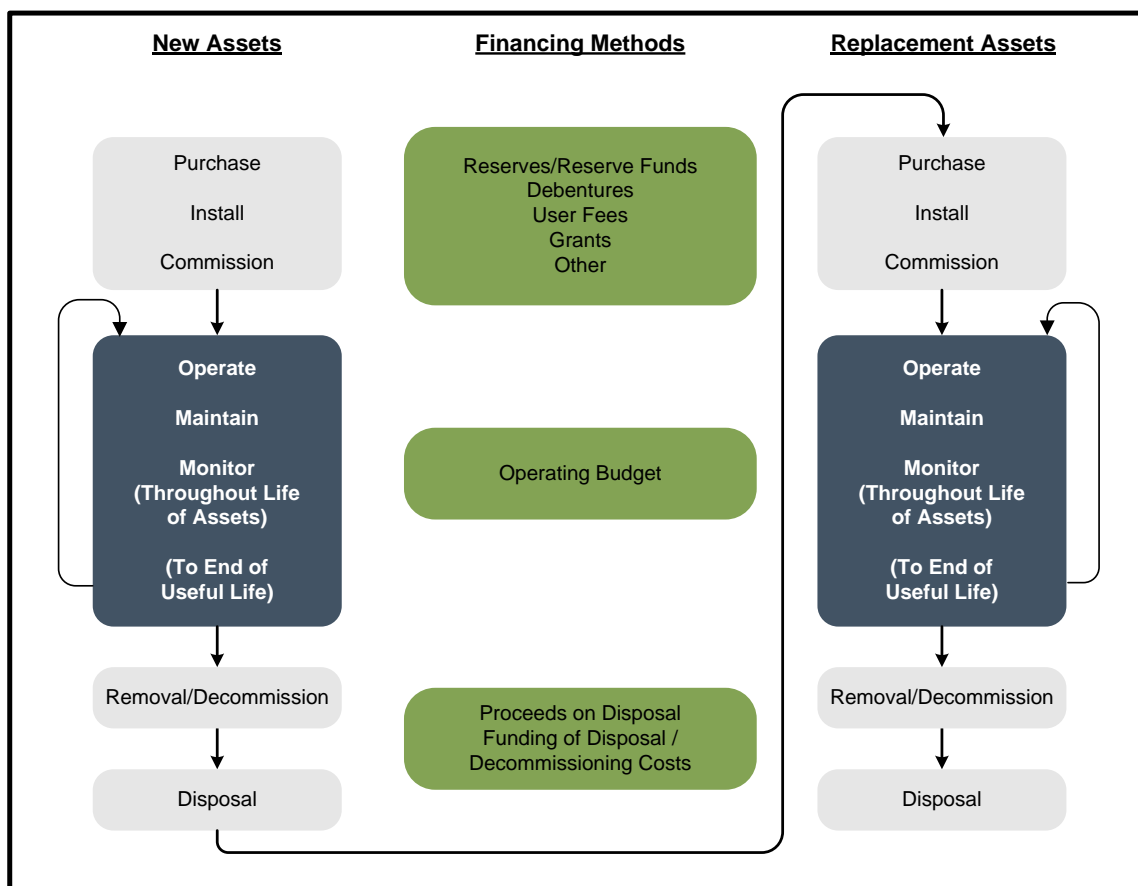 New Assets
Financing Methods
Replacement Assets
Purchase
Install
Commission
Reserves/Reserve Funds
Debentures
User Fees
Grants
Other
Purchase
Install
Commission
Operate
Maintain
Monitor
(Throughout Life
of Assets)
(To End of
Useful Life)
Operating Budget
Operate
Maintain
Monitor
(Throughout Life
of Assets)
(To End of
Useful Life)
Removal/Decommission
Proceeds on Disposal
Funding of Disposal /
Decommissioning Costs
Removal/Decommission
Disposal
Disposal